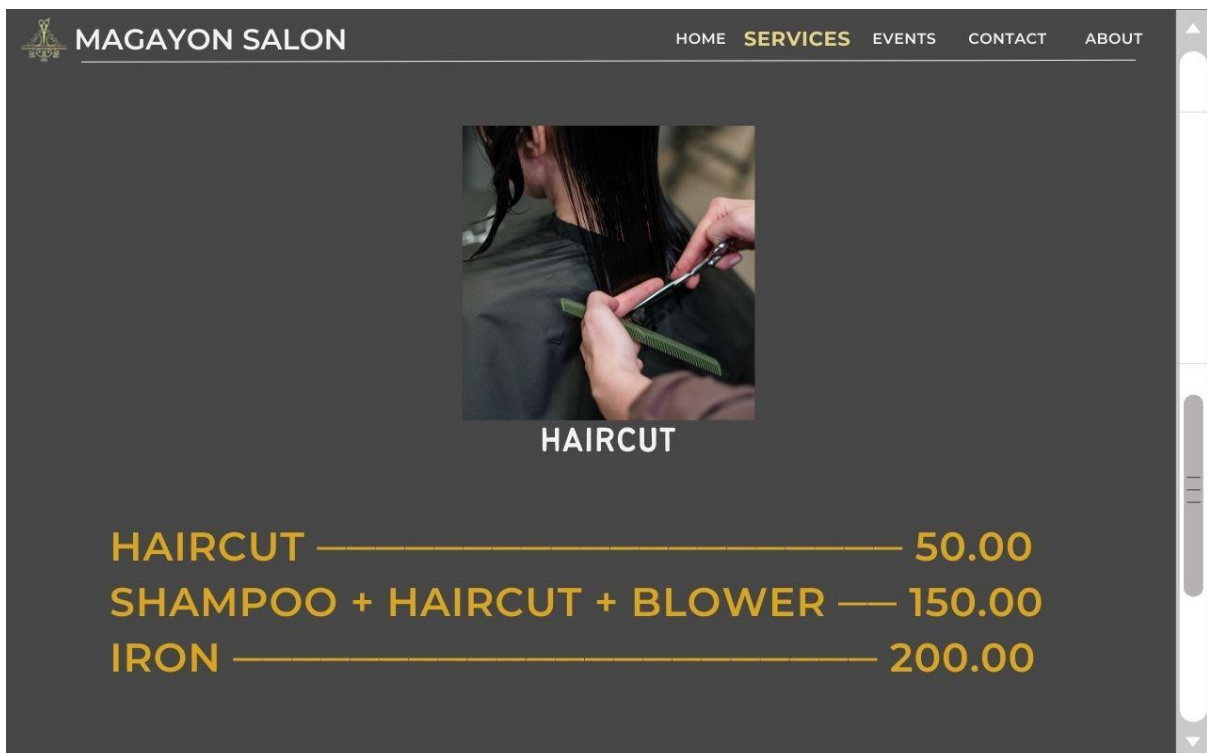 MAGAYON SALON
HOME SERVICES EVENTS CONTACT ABOUT
HAIRCUT
HAIRCUT ———————————————————— 50.00
SHAMPOO + HAIRCUT + BLOWER —— 150.00
IRON —————————————————————— 200.00